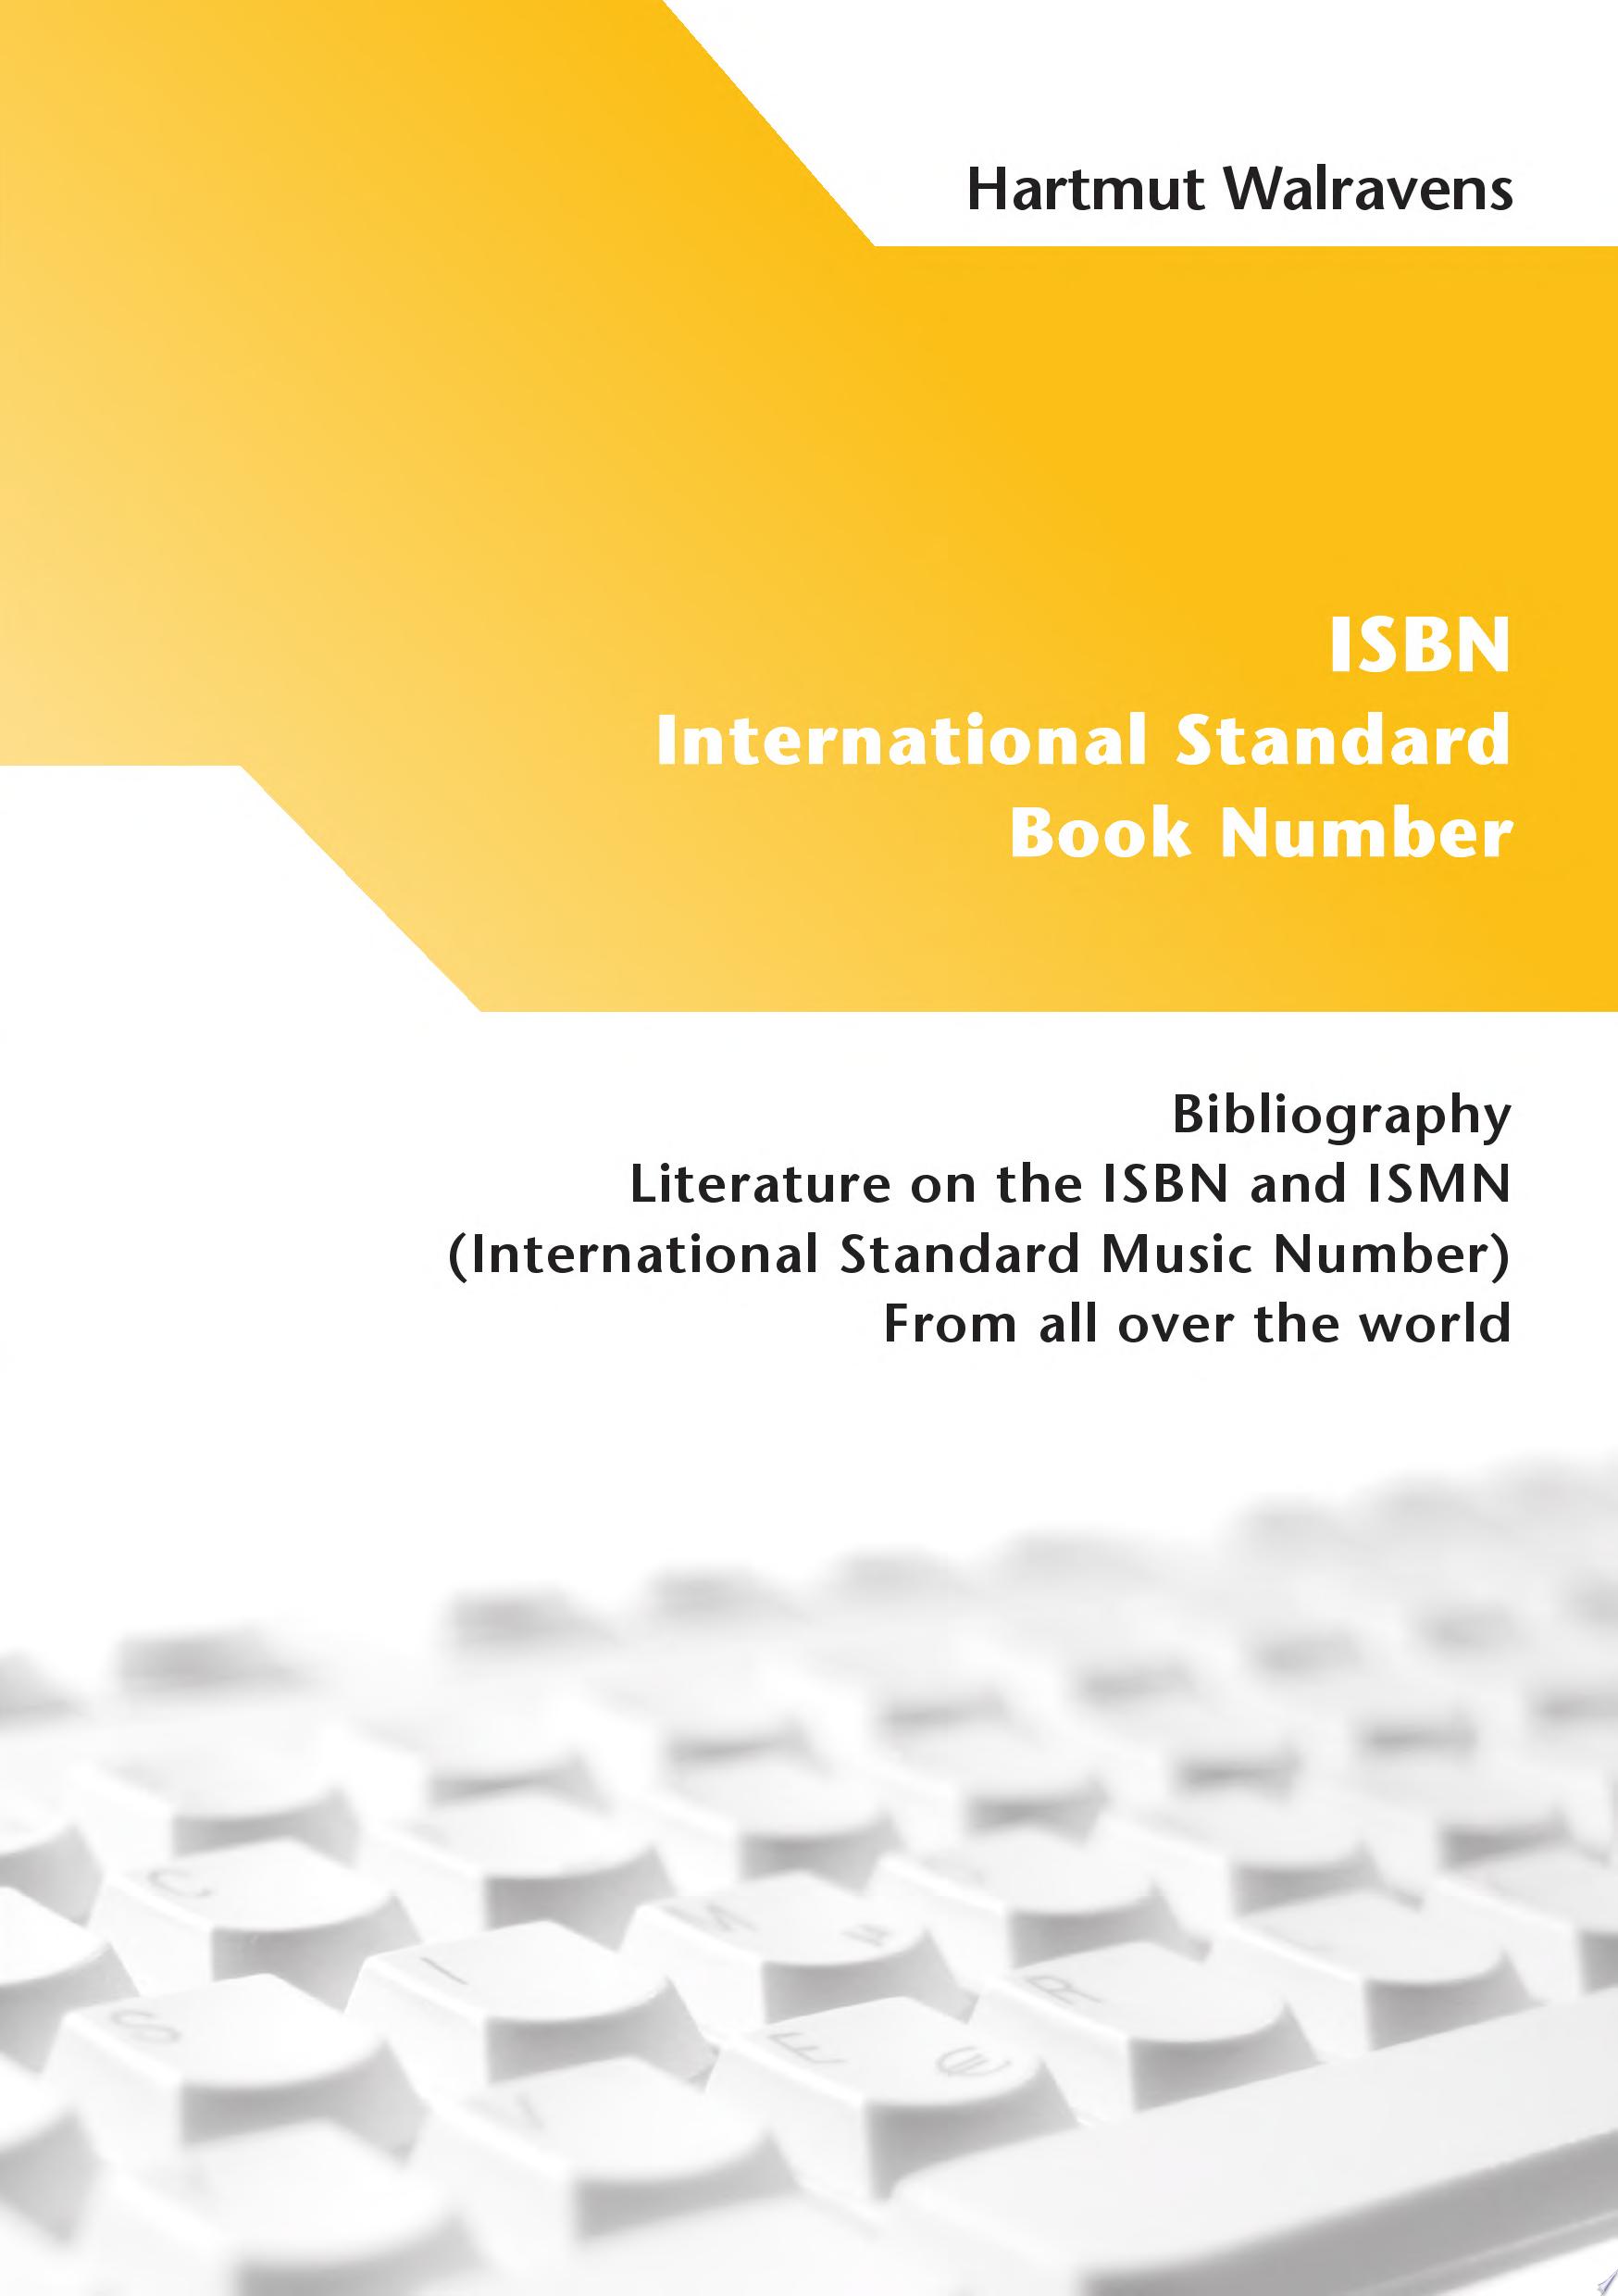 Hartmut Walravens
ISBN
International Standard
Book Number
Bibliography
Literature on the ISBN and ISMN
(International Standard Music Number)
From all over the world
C
I
S
R
E €